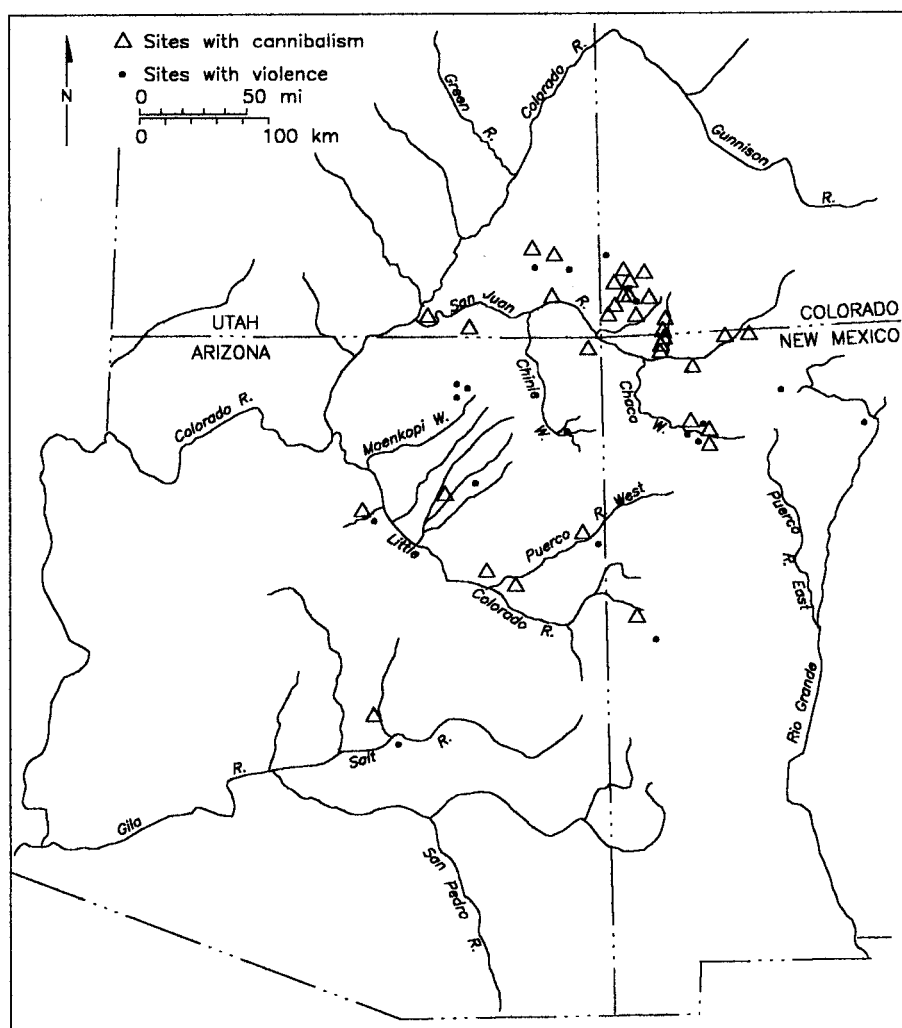 △ Sites with cannibalism
• Sites with violence
0 50 mi
0 100 km
N
Green R.
Colorado R.
Gunnison R.
San Juan R.
UTAH
ARIZONA
COLORADO
NEW MEXICO
Chinle W.
Chaco W.
Colorado R.
Moenkopi W.
Little Colorado R.
Puerco R. West
Puerco R. East
Rio Grande
Salt R.
Gila R.
San Pedro R.